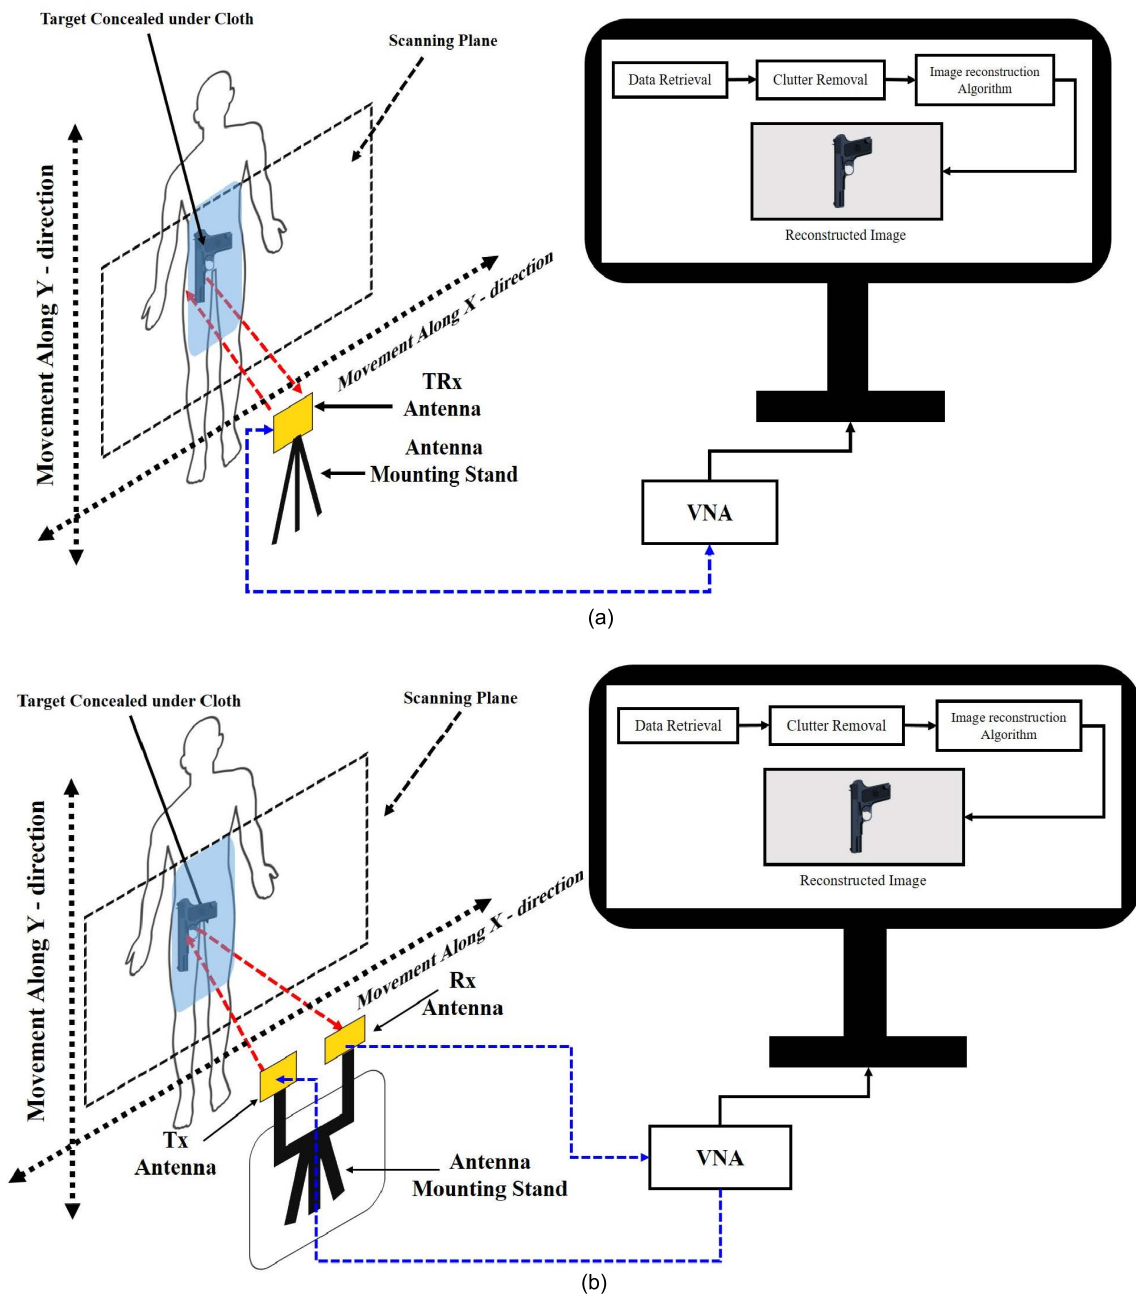 Target Concealed under Cloth
Scanning Plane
Movement Along Y - direction
Movement Along X - direction
TRx
Antenna
Antenna
Mounting Stand
Data Retrieval
Clutter Removal
Image reconstruction
Algorithm
Reconstructed Image
VNA
(a)
Target Concealed under Cloth
Scanning Plane
Movement Along Y - direction
Movement Along X - direction
Rx
Antenna
Tx
Antenna
Antenna
Mounting Stand
Data Retrieval
Clutter Removal
Image reconstruction
Algorithm
Reconstructed Image
VNA
(b)